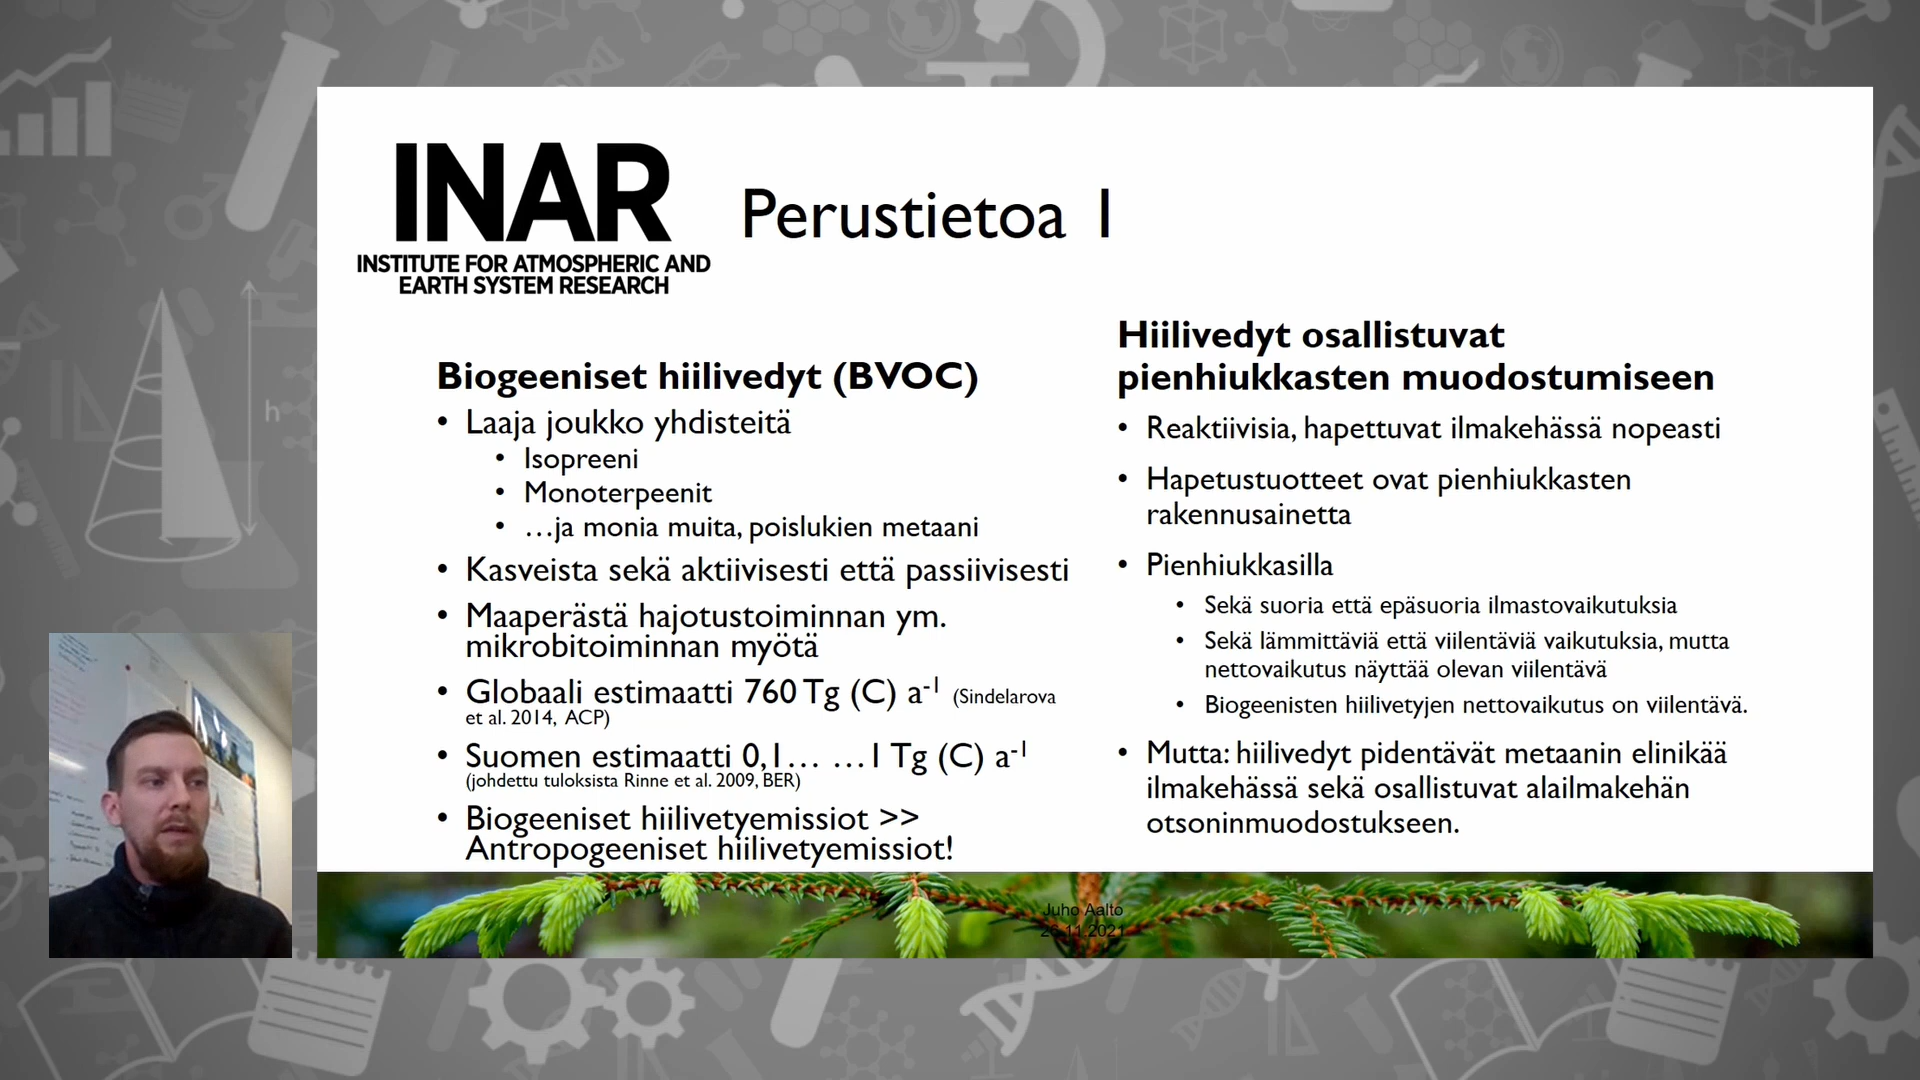 INAR
INSTITUTE FOR ATMOSPHERIC AND
EARTH SYSTEM RESEARCH
Perustietoa 1
Biogeeniset hiilivedyt (BVOC)
• Laaja joukko yhdisteitä
• Isopreeni
• Monoterpeenit
• …ja monia muita, poislukien metaani
• Kasveista sekä aktiivisesti että passiivisesti
• Maaperästä hajotustoiminnan ym.
mikrobitoiminnan myötä
• Globaali estimaatti 760 Tg (C) a⁻¹ (Sindelarova
et al. 2014, ACP)
• Suomen estimaatti 0,1… …1 Tg (C) a⁻¹
(johdettu tuloksista Rinne et al. 2009, BER)
• Biogeeniset hiilivetyemissiot >>
Antropogeeniset hiilivetyemissiot!
Hiilivedyt osallistuvat
pienhiukkasten muodostumiseen
• Reaktiivisia, hapettuvat ilmakehässä nopeasti
• Hapetustuotteet ovat pienhiukkasten
rakennusainetta
• Pienhiukkasilla
• Sekä suoria että epäsuoria ilmastovaikutuksia
• Sekä lämmittäviä että viilentäviä vaikutuksia, mutta
nettovaikutus näyttää olevan viilentävä
• Biogeenisten hiilivetyjen nettovaikutus on viilentävä.
• Mutta: hiilivedyt pidentävät metaanin elinikää
ilmakehässä sekä osallistuvat alailmakehän
otsoninmuodostukseen.
Juho Aalto
26.11.2021
h